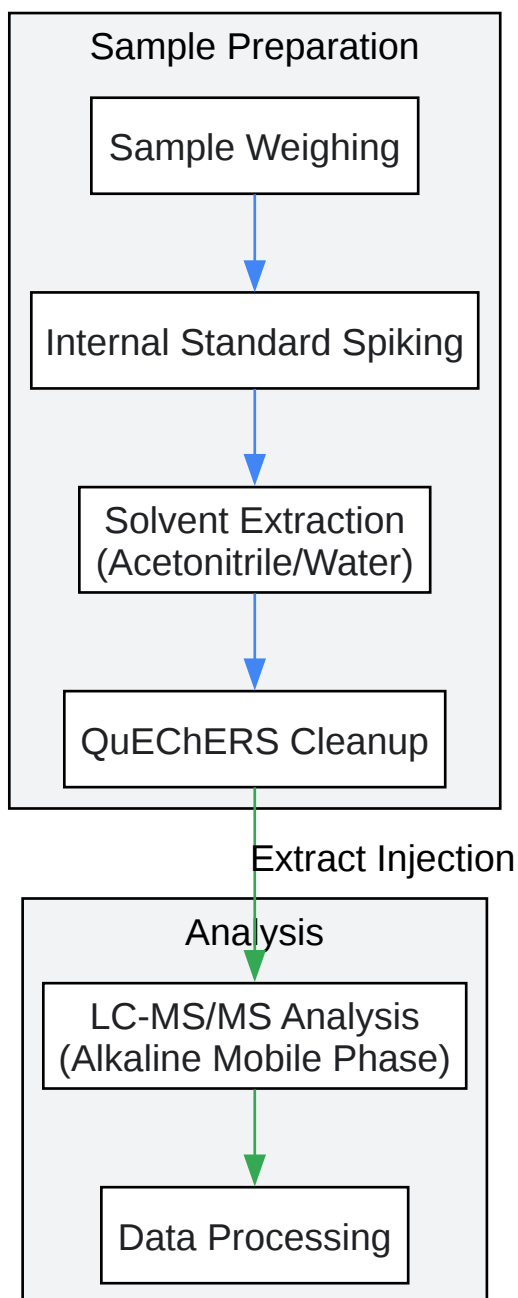 Sample Preparation
Sample Weighing
Internal Standard Spiking
Solvent Extraction
(Acetonitrile/Water)
QuEChERS Cleanup
Extract Injection
Analysis
LC-MS/MS Analysis
(Alkaline Mobile Phase)
Data Processing